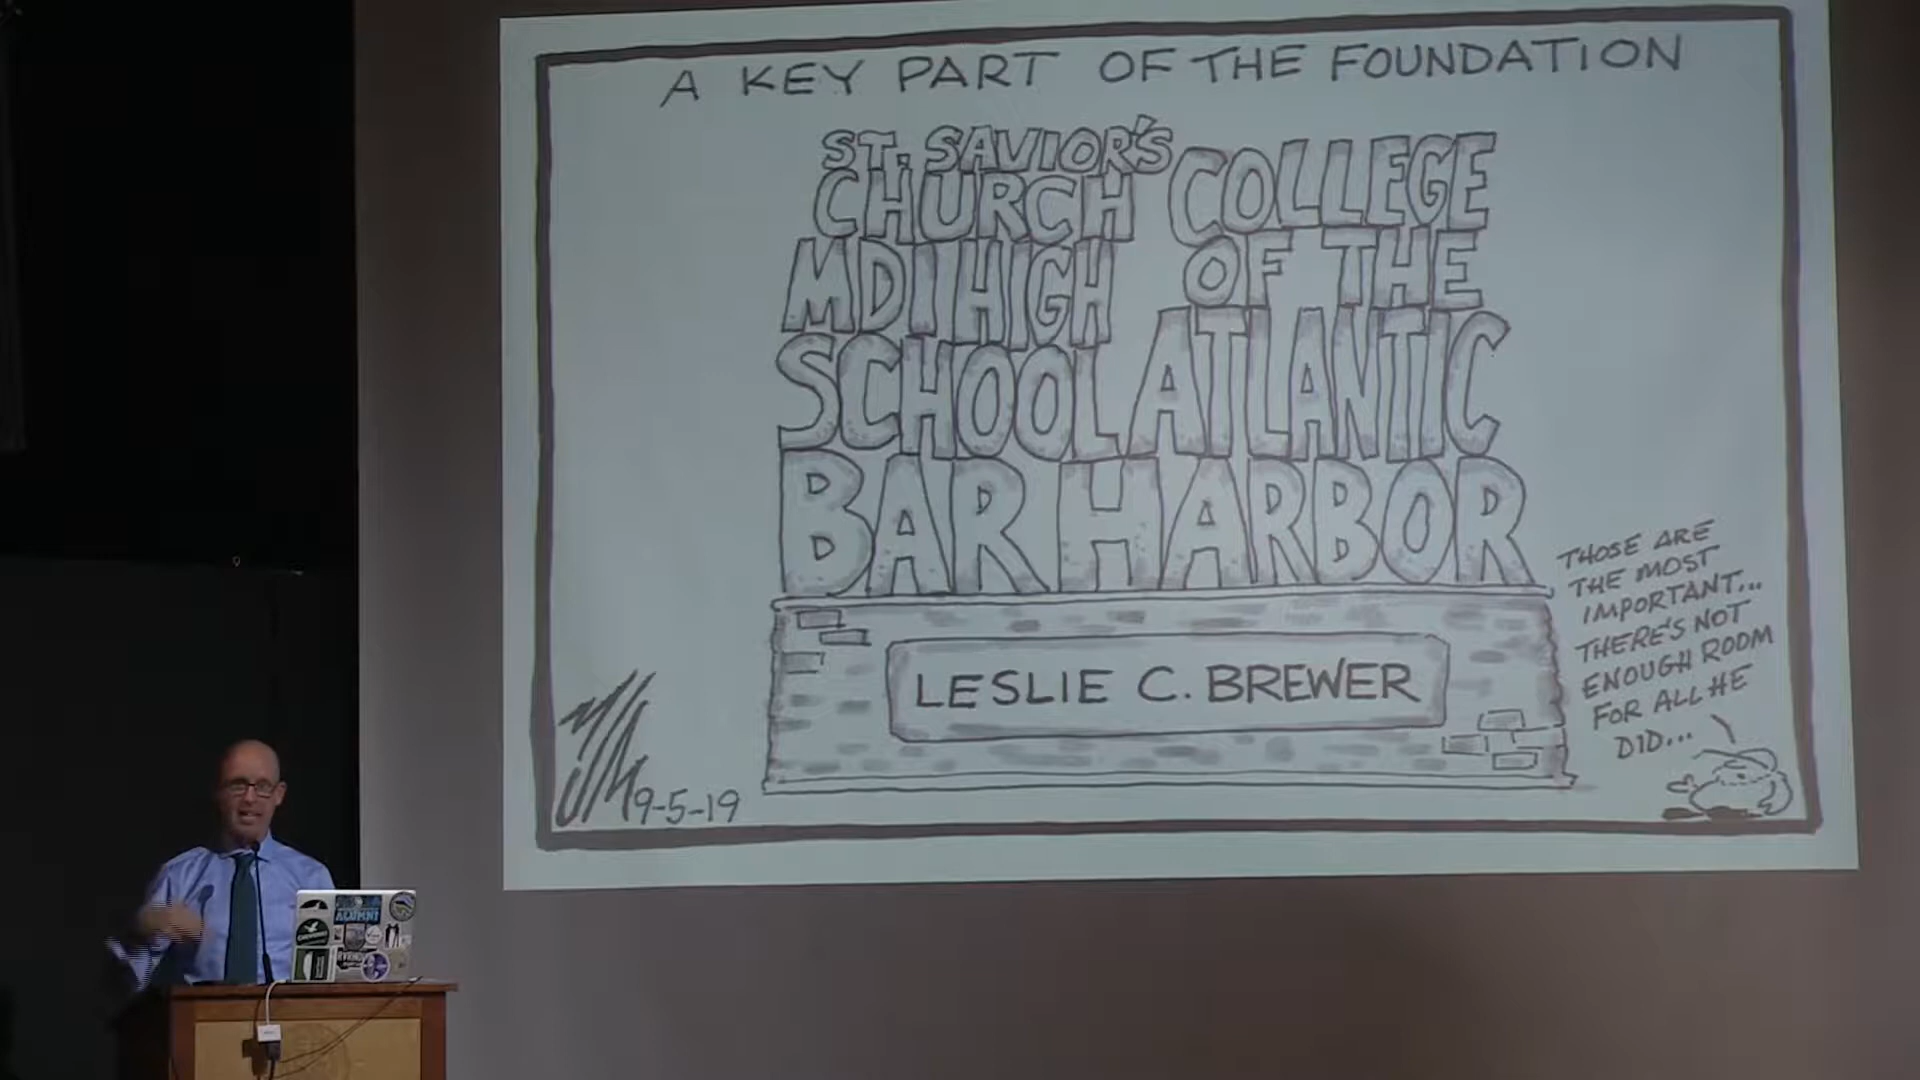 A KEY PART OF THE FOUNDATION
ST. SAVIOR'S
CHURCH
MDI HIGH
SCHOOL
COLLEGE
OF THE
ATLANTIC
BAR HARBOR
LESLIE C. BREWER
THOSE ARE
THE MOST
IMPORTANT...
THERE'S NOT
ENOUGH ROOM
FOR ALL HE
DID...
9-5-19
ALUMNI